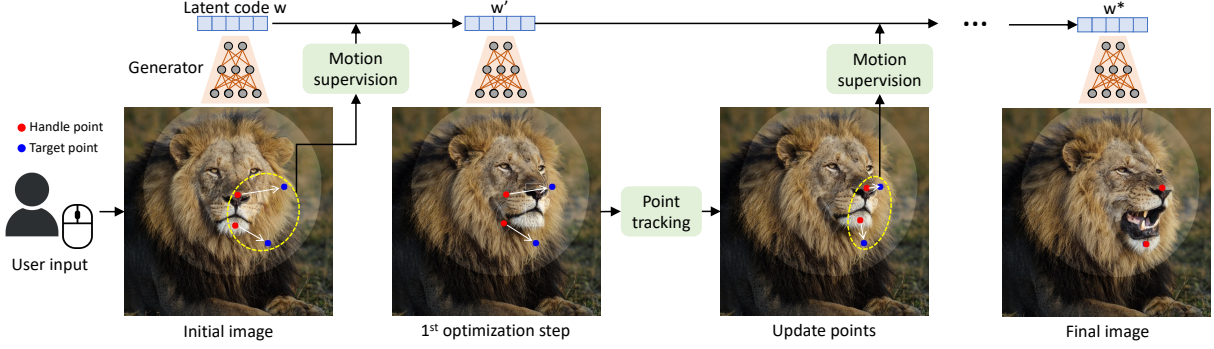 Latent code w
w'
w*
Generator
Motion
supervision
Motion
supervision
Handle point
Target point
Point
tracking
User input
Initial image
1st optimization step
Update points
Final image